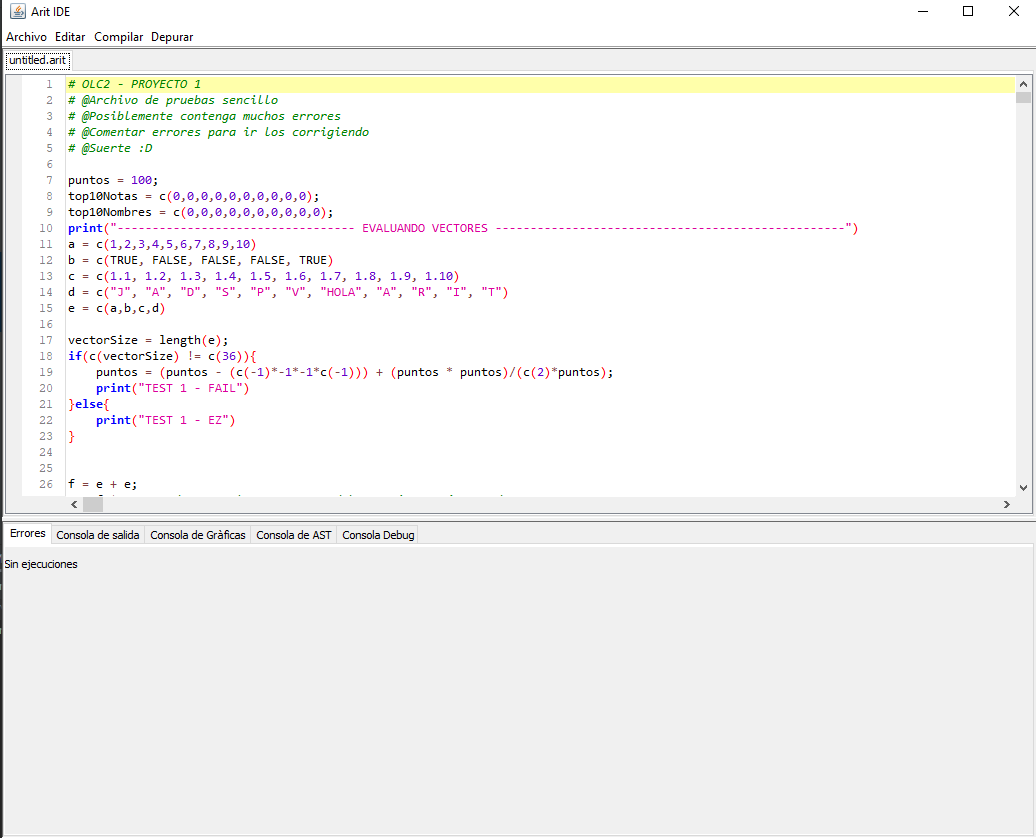 Arit IDE
Archivo Editar Compilar Depurar
untitled.arit
1 # OLC2 - PROYECTO 1
2 # @Archivo de pruebas sencillo
3 # @Posiblemente contenga muchos errores
4 # @Comentar errores para ir los corrigiendo
5 # @Suerte :D
6
7 puntos = 100;
8 top10Notas = c(0,0,0,0,0,0,0,0,0,0);
9 top10Nombres = c(0,0,0,0,0,0,0,0,0,0);
10 print("---------------------------------- EVALUANDO VECTORES --------------------------------------------------")
11 a = c(1,2,3,4,5,6,7,8,9,10)
12 b = c(TRUE, FALSE, FALSE, FALSE, TRUE)
13 c = c(1.1, 1.2, 1.3, 1.4, 1.5, 1.6, 1.7, 1.8, 1.9, 1.10)
14 d = c("J", "A", "D", "S", "P", "V", "HOLA", "A", "R", "I", "T")
15 e = c(a,b,c,d)
16
17 vectorSize = length(e);
18 if(c(vectorSize) != c(36)){
19     puntos = (puntos - (c(-1)*-1*-1*c(-1))) + (puntos * puntos)/(c(2)*puntos);
20     print("TEST 1 - FAIL")
21 }else{
22     print("TEST 1 - EZ")
23 }
24
25
26 f = e + e;
Errores Consola de salida Consola de Gràficas Consola de AST Consola Debug
Sin ejecuciones